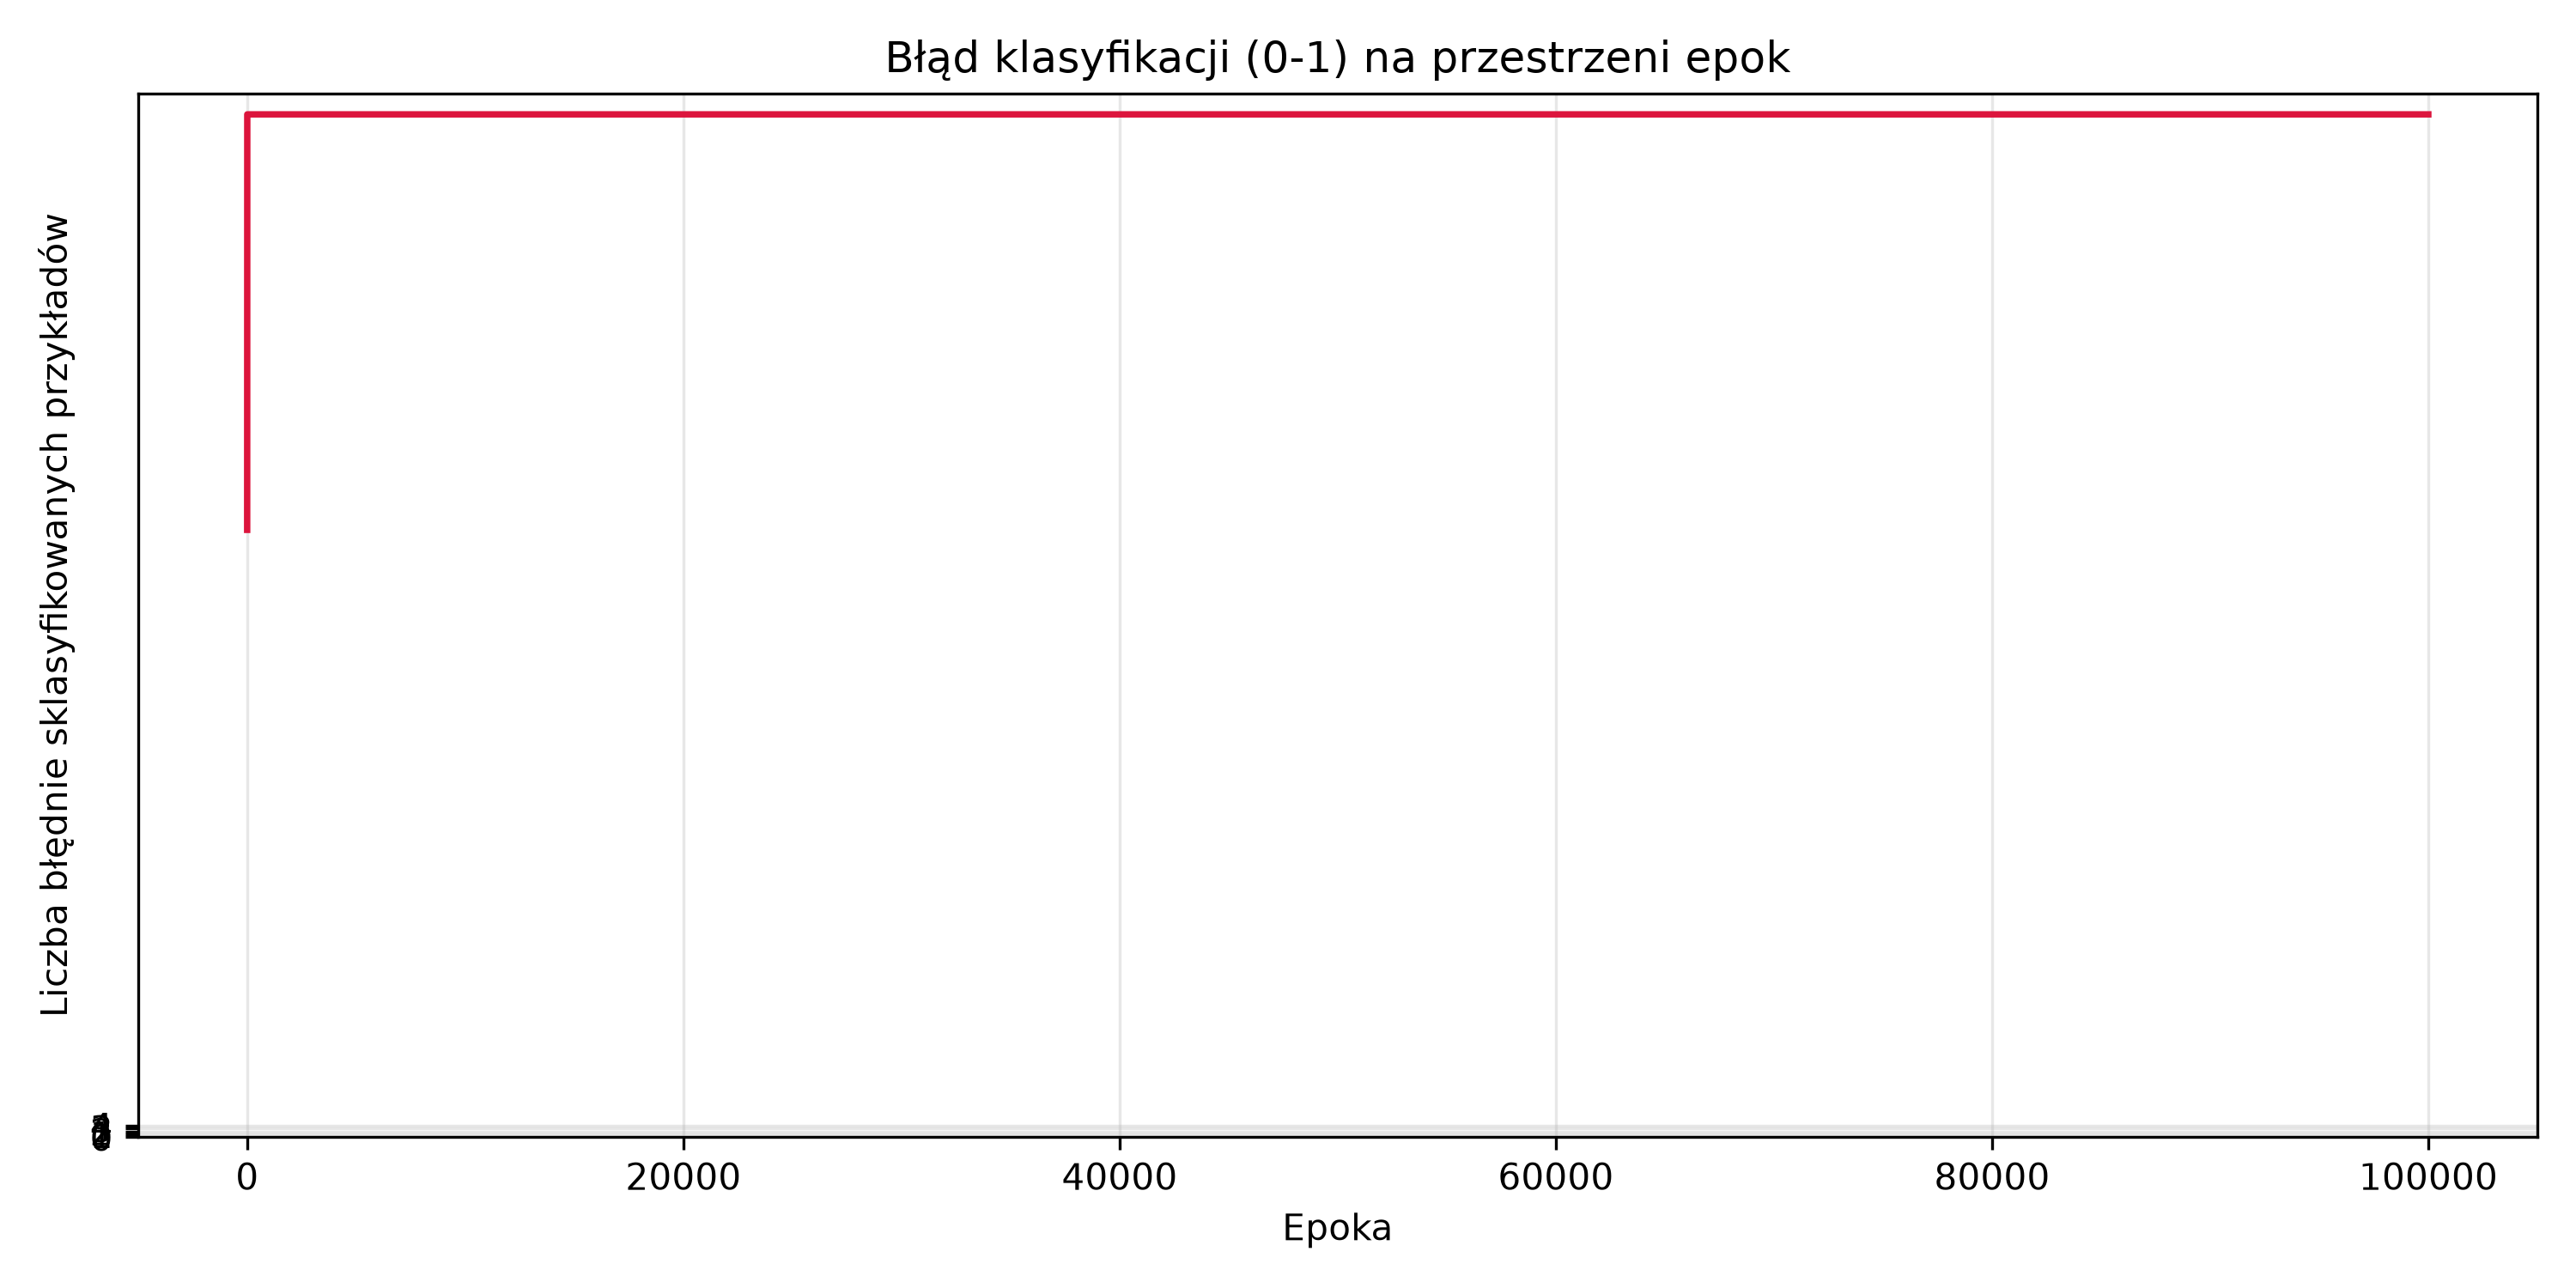 Błąd klasyfikacji (0-1) na przestrzeni epok
Liczba błędnie sklasyfikowanych przykładów
0 20000 40000 60000 80000 100000
Epoka